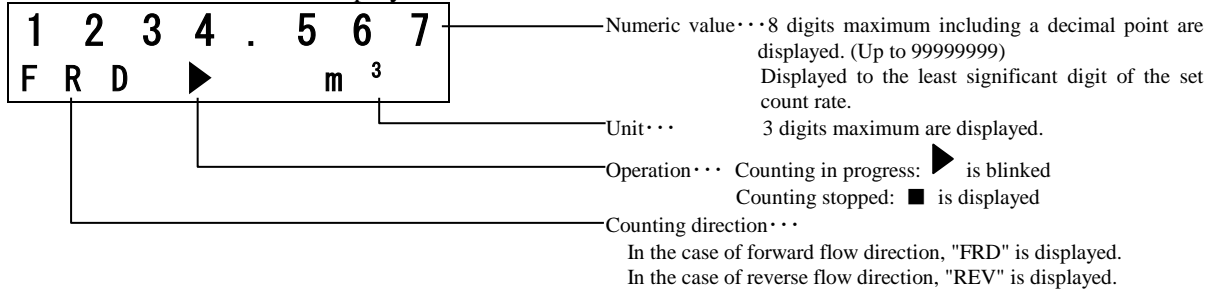 1 2 3 4 . 5 6 7
F R D ▶ m ³
Numeric value・・・8 digits maximum including a decimal point are
displayed. (Up to 99999999)
Displayed to the least significant digit of the set
count rate.
Unit・・・ 3 digits maximum are displayed.
Operation・・・ Counting in progress: ▶ is blinked
Counting stopped: ■ is displayed
Counting direction・・・
In the case of forward flow direction, "FRD" is displayed.
In the case of reverse flow direction, "REV" is displayed.